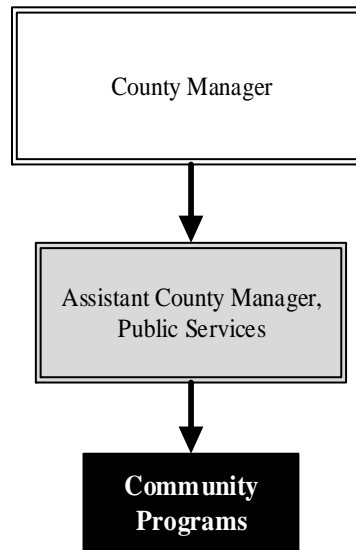 County Manager
Assistant County Manager,
Public Services
Community
Programs